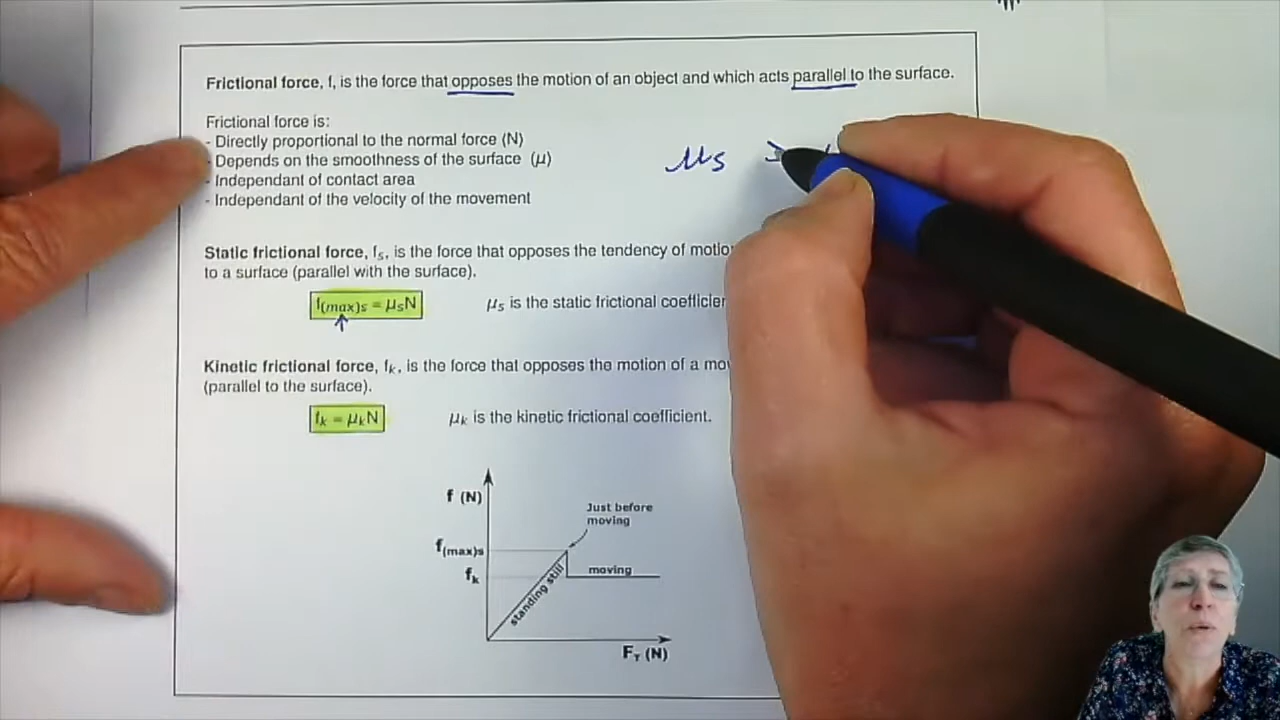 Frictional force, f, is the force that opposes the motion of an object and which acts parallel to the surface.
Frictional force is:
- Directly proportional to the normal force (N)
- Depends on the smoothness of the surface (μ)
- Independant of contact area
- Independant of the velocity of the movement
μs >
Static frictional force, fs, is the force that opposes the tendency of
to a surface (parallel with the surface).
f(max)s = μsN
μs is the static frictional
Kinetic frictional force, fk, is the force that opposes the motion of a
(parallel to the surface).
fk = μkN
μk is the kinetic frictional coefficient.
f (N)
Just before
moving
f(max)s
fk
standing still
moving
FT (N)